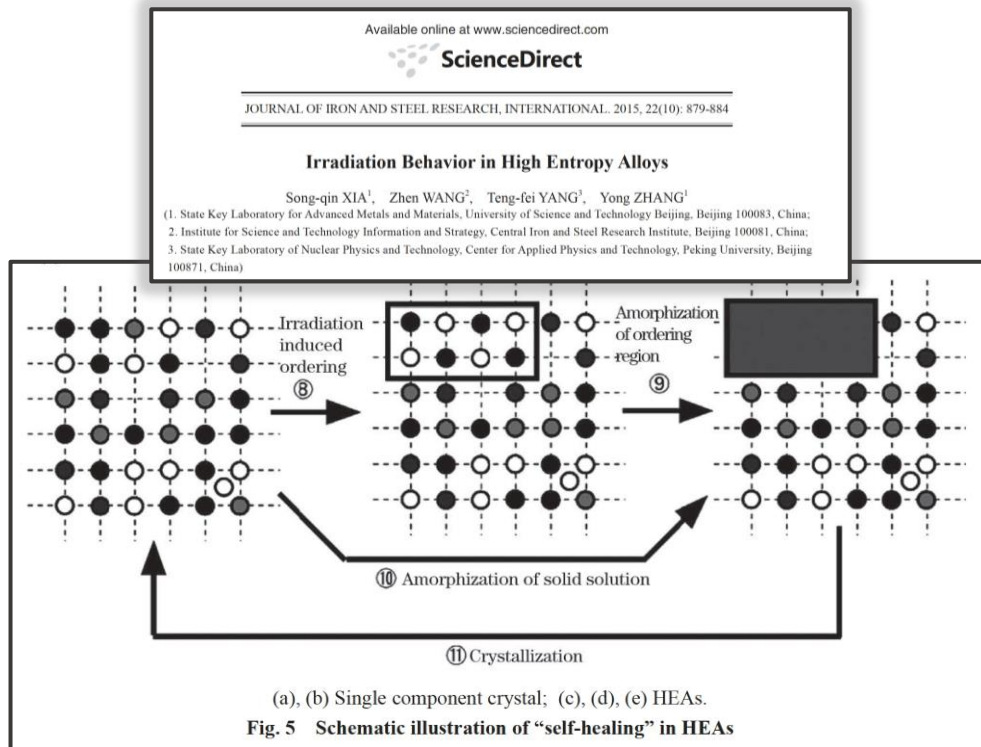 Available online at www.sciencedirect.com
ScienceDirect
JOURNAL OF IRON AND STEEL RESEARCH, INTERNATIONAL. 2015, 22(10): 879-884
Irradiation Behavior in High Entropy Alloys
Song-qin XIA¹, Zhen WANG², Teng-fei YANG³, Yong ZHANG¹
(1. State Key Laboratory for Advanced Metals and Materials, University of Science and Technology Beijing, Beijing 100083, China;
2. Institute for Science and Technology Information and Strategy, Central Iron and Steel Research Institute, Beijing 100081, China;
3. State Key Laboratory of Nuclear Physics and Technology, Center for Applied Physics and Technology, Peking University, Beijing
100871, China)
Irradiation
induced
ordering
⑧
Amorphization
of ordering
region
⑨
⑩ Amorphization of solid solution
⑪ Crystallization
(a), (b) Single component crystal; (c), (d), (e) HEAs.
Fig. 5 Schematic illustration of “self-healing” in HEAs